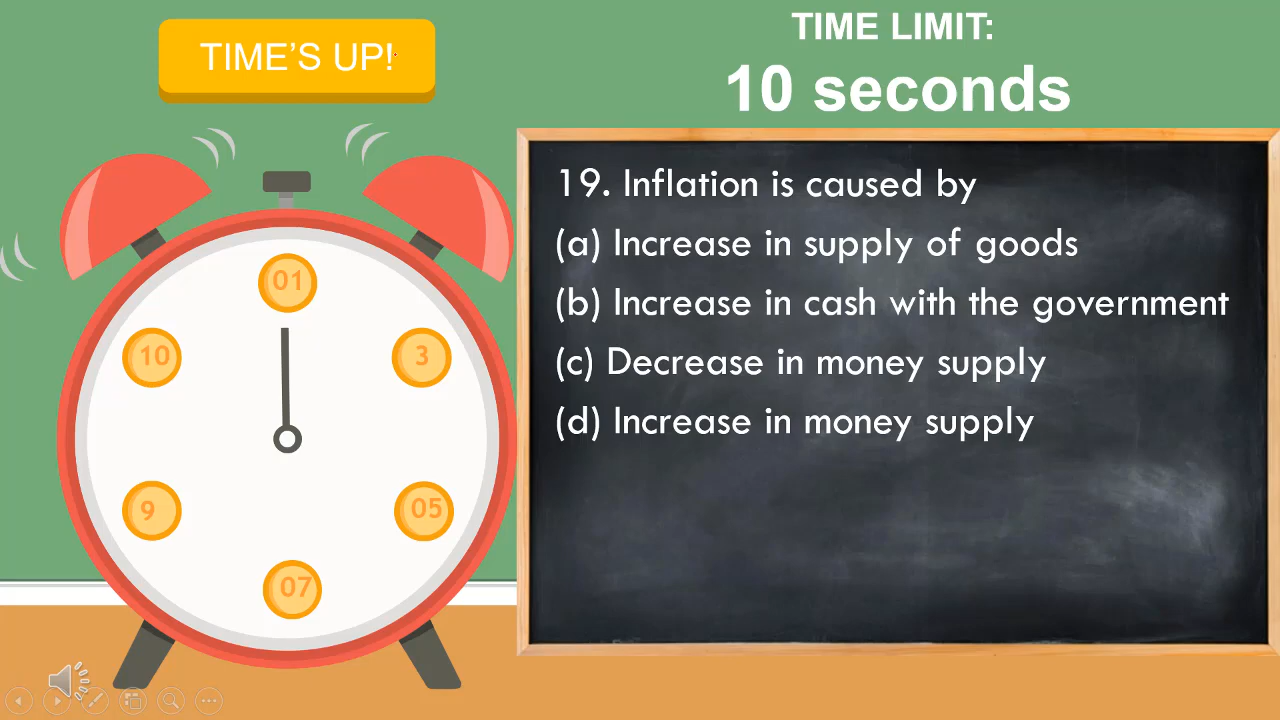 TIME’S UP!
TIME LIMIT:
10 seconds
19. Inflation is caused by
(a) Increase in supply of goods
(b) Increase in cash with the government
(c) Decrease in money supply
(d) Increase in money supply
01
10
3
9
05
07